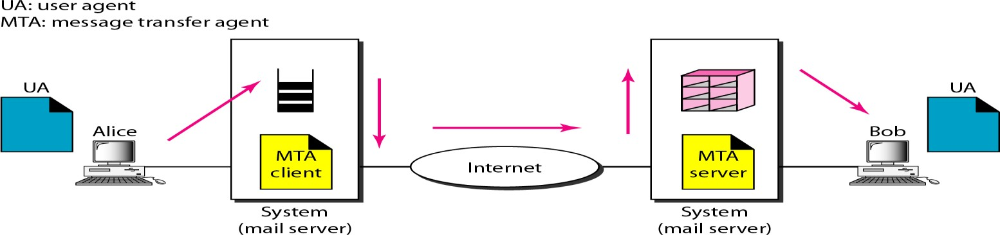 UA: user agent
MTA: message transfer agent
UA
Alice
MTA
client
System
(mail server)
Internet
MTA
server
System
(mail server)
Bob
UA